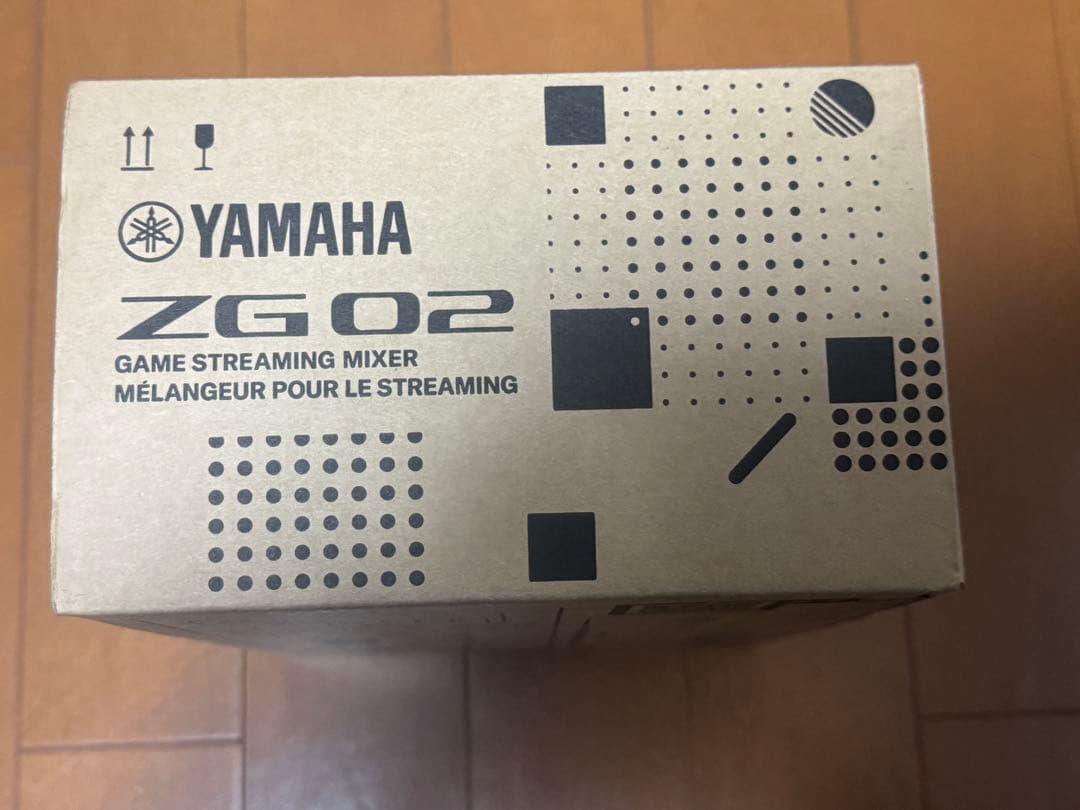 YAMAHA
ZG02
GAME STREAMING MIXER
MÉLANGEUR POUR LE STREAMING